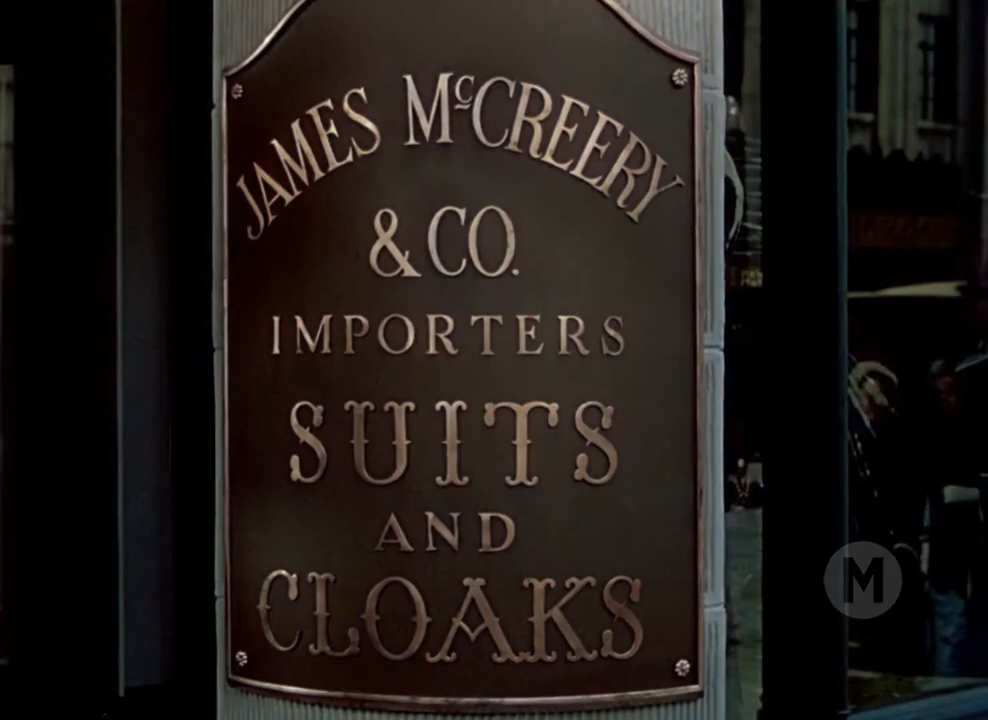 JAMES McCREERY
& CO.
IMPORTERS
SUITS
AND
CLOAKS
M